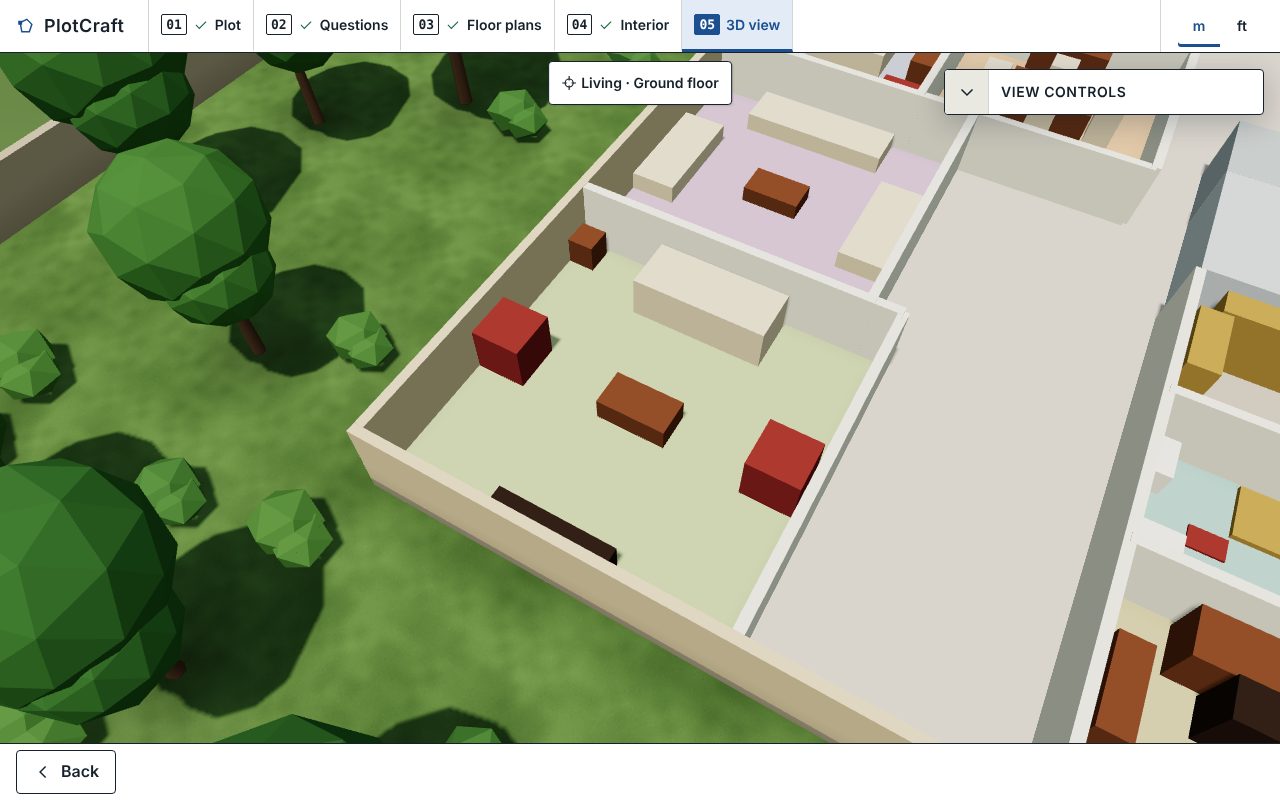 PlotCraft
01 Plot
02 Questions
03 Floor plans
04 Interior
05 3D view
m
ft
Living · Ground floor
VIEW CONTROLS
Back